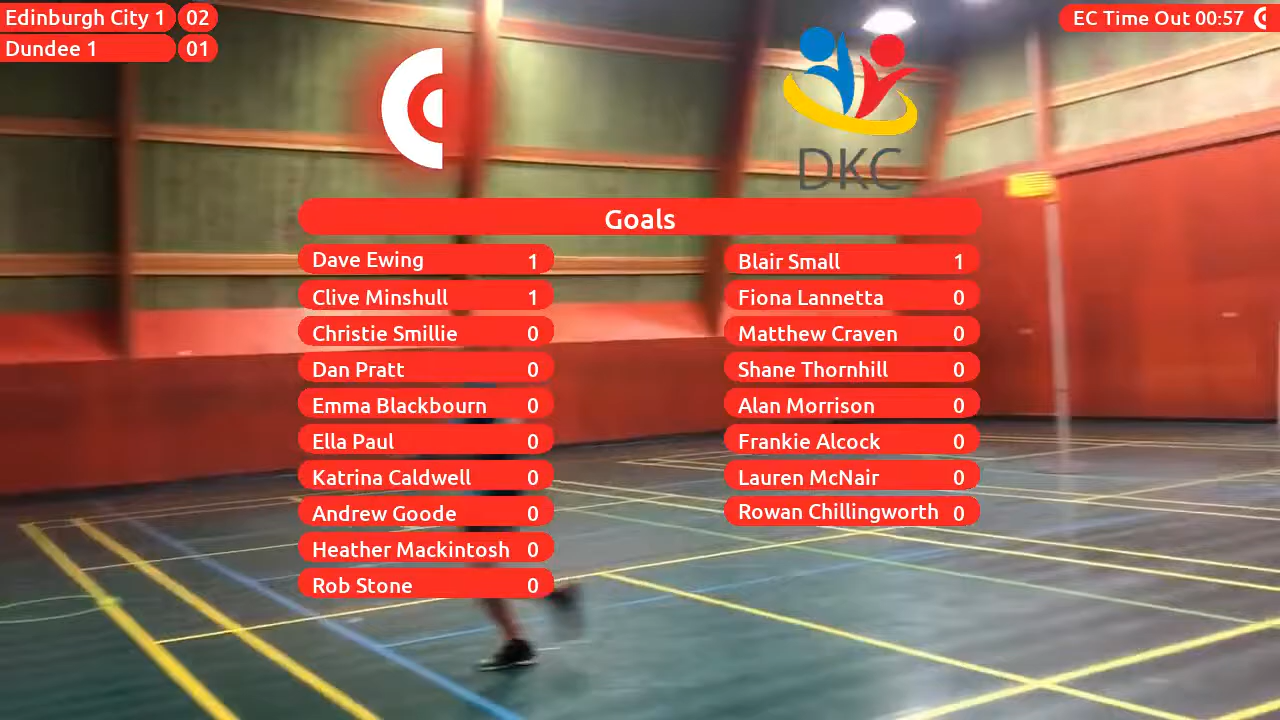 Edinburgh City 1 02
Dundee 1 01
EC Time Out 00:57
DKC
Goals
Dave Ewing 1
Clive Minshull 1
Christie Smillie 0
Dan Pratt 0
Emma Blackbourn 0
Ella Paul 0
Katrina Caldwell 0
Andrew Goode 0
Heather Mackintosh 0
Rob Stone 0
Blair Small 1
Fiona Lannetta 0
Matthew Craven 0
Shane Thornhill 0
Alan Morrison 0
Frankie Alcock 0
Lauren McNair 0
Rowan Chillingworth 0